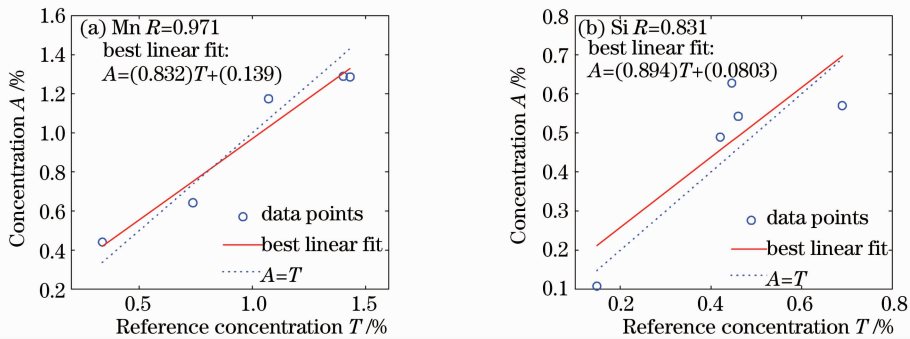 (a) Mn R=0.971
best linear fit:
A=(0.832)T+(0.139)
1.6
1.4
1.2
1.0
0.8
0.6
0.4
0.2
Concentration A /%
data points
best linear fit
A=T
0.5
1.0
1.5
Reference concentration T /%
(b) Si R=0.831
best linear fit:
A=(0.894)T+(0.0803)
0.8
0.7
0.6
0.5
0.4
0.3
0.2
0.1
Concentration A /%
data points
best linear fit
A=T
0.2
0.4
0.6
0.8
Reference concentration T /%